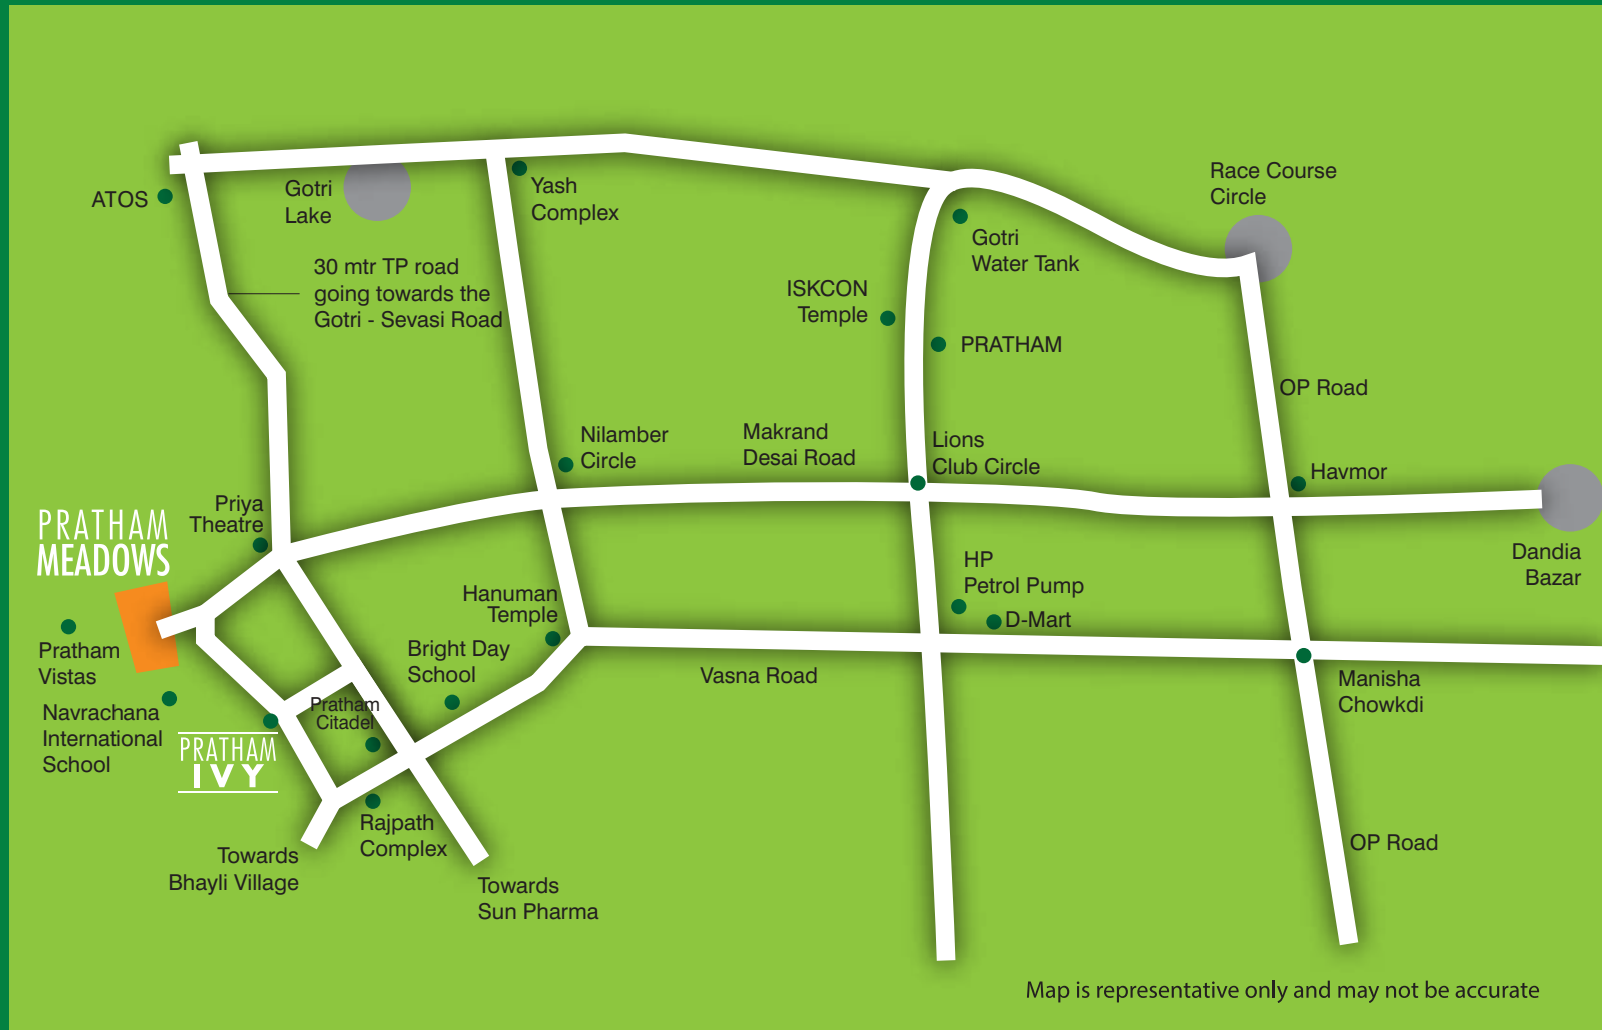 Race Course
Circle
ATOS
Gotri
Lake
Yash
Complex
Gotri
Water Tank
30 mtr TP road
going towards the
Gotri - Sevasi Road
ISKCON
Temple
PRATHAM
OP Road
Nilamber
Circle
Makrand
Desai Road
Lions
Club Circle
Havmor
Priya
Theatre
PRATHAM
MEADOWS
Dandia
Bazar
HP
Petrol Pump
D-Mart
Hanuman
Temple
Bright Day
School
Pratham
Vistas
Vasna Road
Manisha
Chowkdi
Navrachana
International
School
Pratham
Citadel
PRATHAM
IVY
Rajpath
Complex
OP Road
Towards
Bhayli Village
Towards
Sun Pharma
Map is representative only and may not be accurate